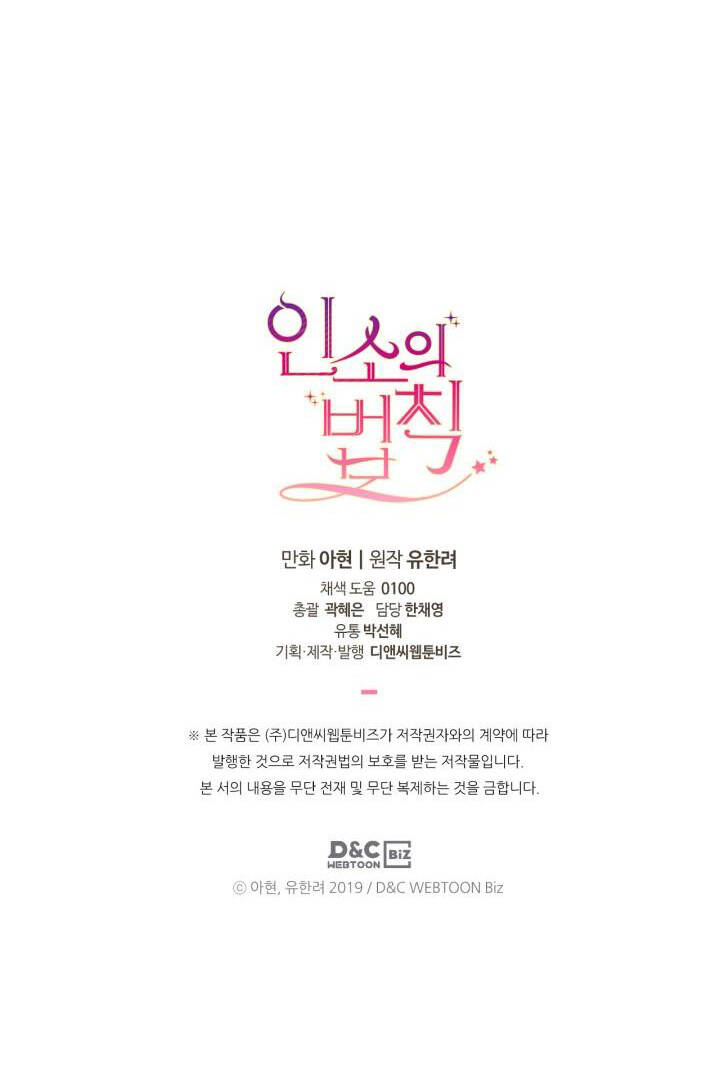 인소의
법칙
만화 아현 | 원작 유한려
채색 도움 0100
총괄 곽혜은 담당 한채영
유통 박선혜
기획·제작·발행 디앤씨웹툰비즈
※ 본 작품은 (주)디앤씨웹툰비즈가 저작권자와의 계약에 따라
발행한 것으로 저작권법의 보호를 받는 저작물입니다.
본 서의 내용을 무단 전재 및 무단 복제하는 것을 금합니다.
D&C
WEBTOON BiZ
ⓒ 아현, 유한려 2019 / D&C WEBTOON Biz